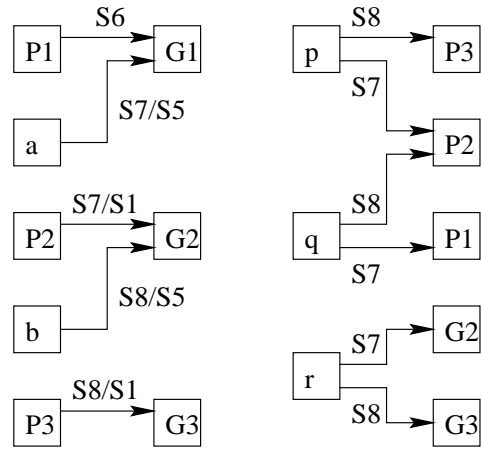 S6
P1 G1
S7/S5
a
S7/S1
P2 G2
S8/S5
b
S8/S1
P3 G3
S8
p P3
S7
P2
S8
q P1
S7
S7 G2
r
S8 G3